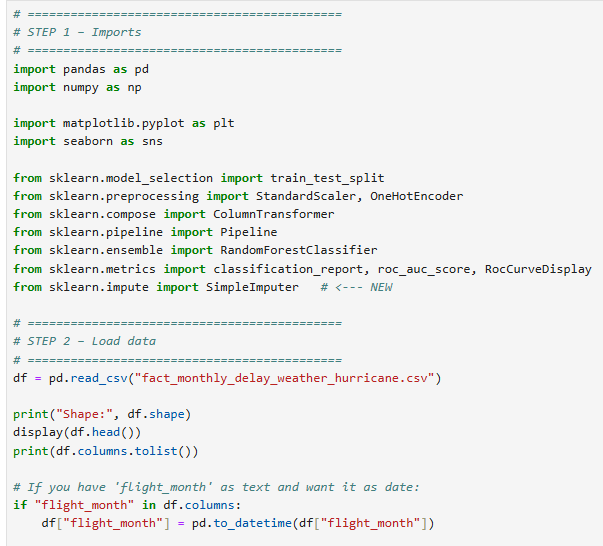 # ============================================
# STEP 1 – Imports
# ============================================
import pandas as pd
import numpy as np
import matplotlib.pyplot as plt
import seaborn as sns
from sklearn.model_selection import train_test_split
from sklearn.preprocessing import StandardScaler, OneHotEncoder
from sklearn.compose import ColumnTransformer
from sklearn.pipeline import Pipeline
from sklearn.ensemble import RandomForestClassifier
from sklearn.metrics import classification_report, roc_auc_score, RocCurveDisplay
from sklearn.impute import SimpleImputer   # <--- NEW
# ============================================
# STEP 2 – Load data
# ============================================
df = pd.read_csv("fact_monthly_delay_weather_hurricane.csv")
print("Shape:", df.shape)
display(df.head())
print(df.columns.tolist())
# If you have 'flight_month' as text and want it as date:
if "flight_month" in df.columns:
    df["flight_month"] = pd.to_datetime(df["flight_month"])